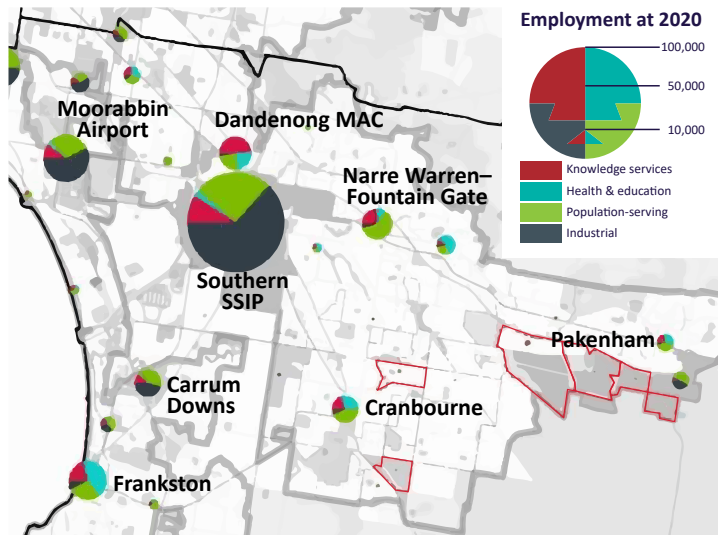 Employment at 2020
100,000
50,000
10,000
Knowledge services
Health & education
Population-serving
Industrial
Moorabbin
Airport
Dandenong MAC
Narre Warren–
Fountain Gate
Southern
SSIP
Pakenham
Carrum
Downs
Cranbourne
Frankston